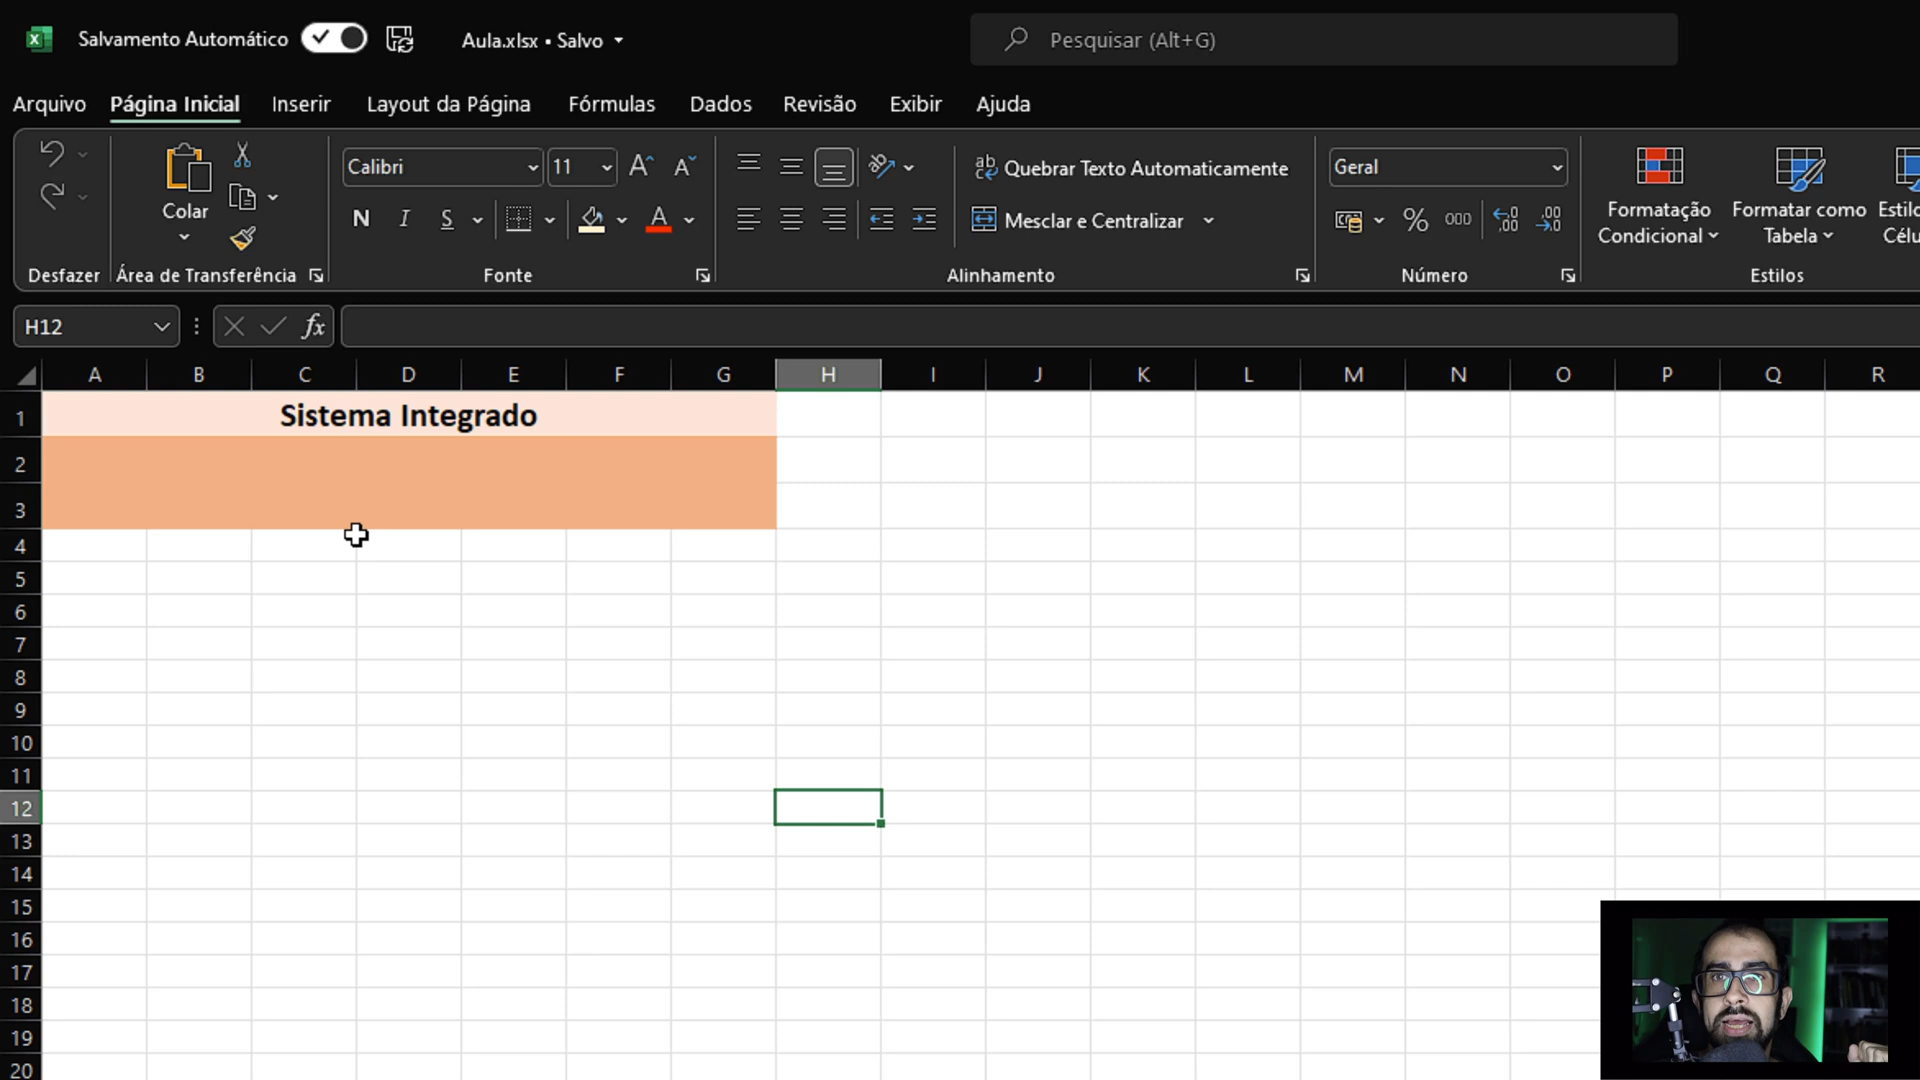 Salvamento Automático Aula.xlsx • Salvo Pesquisar (Alt+G)
Arquivo Página Inicial Inserir Layout da Página Fórmulas Dados Revisão Exibir Ajuda
Calibri 11 ab Quebrar Texto Automaticamente Geral
Colar N I S A Mesclar e Centralizar % 000 Formatação Condicional Formatar como Tabela
Desfazer Área de Transferência Fonte Alinhamento Número Estilos
H12 fx
A B C D E F G H I J K L M N O P Q R
1 Sistema Integrado
2
3
4
5
6
7
8
9
10
11
12
13
14
15
16
17
18
19
20